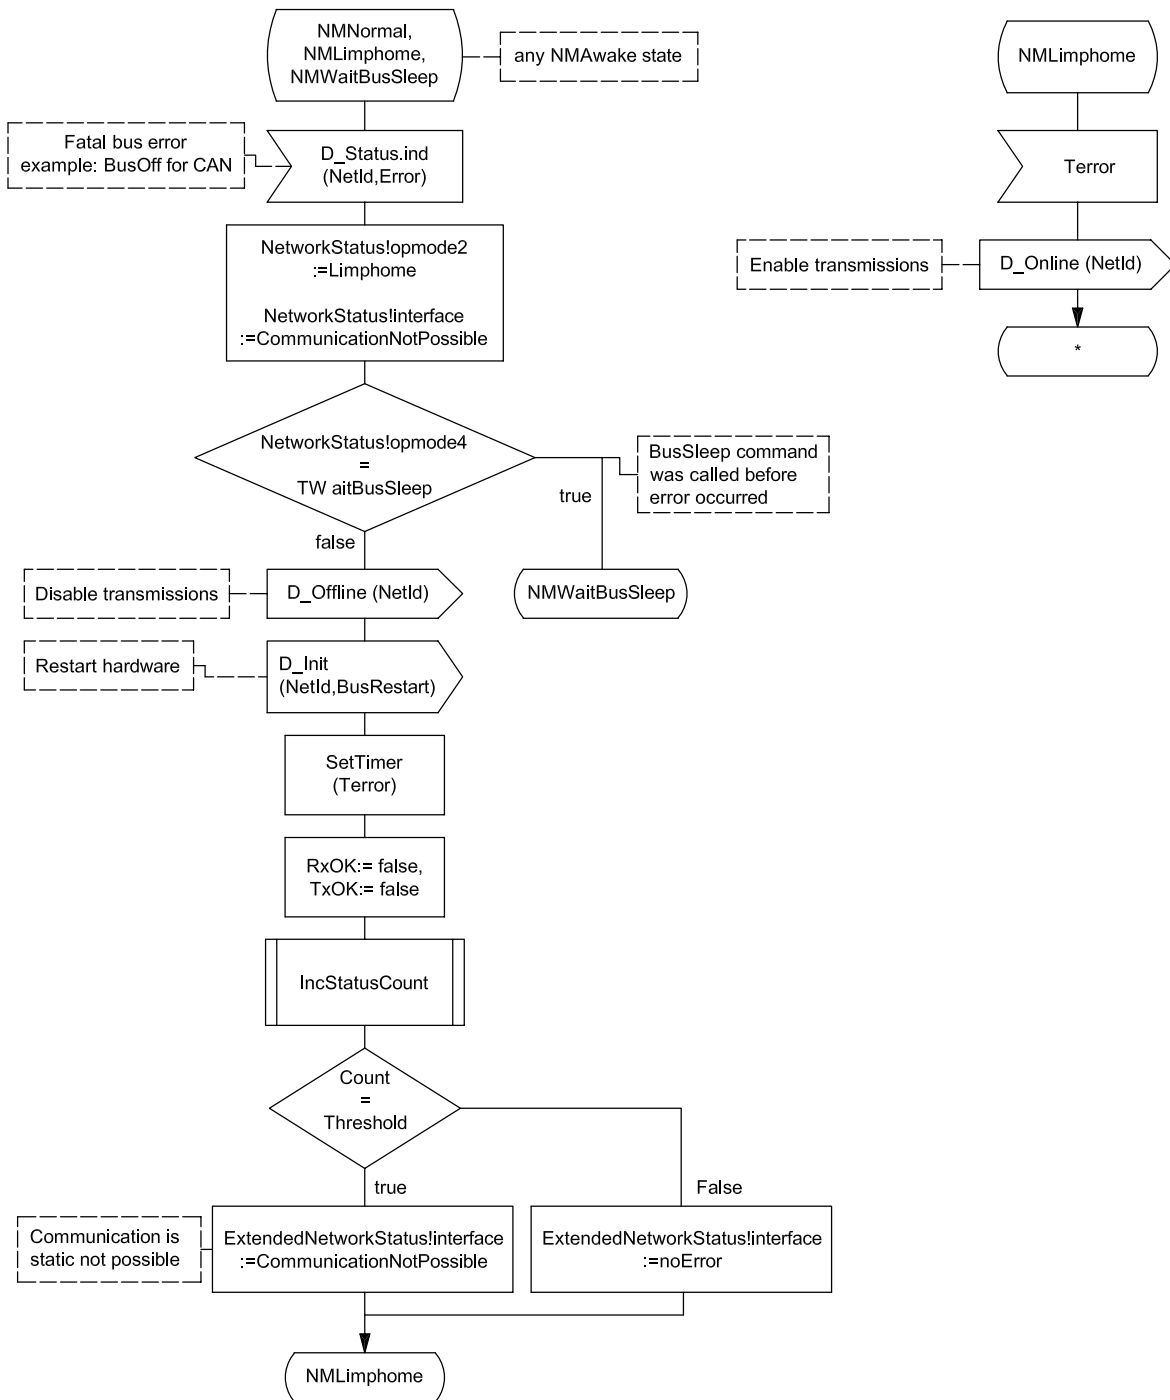 NMNormal,
NMLimphome,
NMWaitBusSleep
any NMAwake state
Fatal bus error
example: BusOff for CAN
D_Status.ind
(NetId,Error)
NetworkStatus!opmode2
:=Limphome
NetworkStatus!interface
:=CommunicationNotPossible
NetworkStatus!opmode4
=
TW aitBusSleep
BusSleep command
was called before
error occurred
true
false
NMWaitBusSleep
Disable transmissions
D_Offline (NetId)
Restart hardware
D_Init
(NetId,BusRestart)
SetTimer
(Terror)
RxOK:= false,
TxOK:= false
IncStatusCount
Count
=
Threshold
true
False
Communication is
static not possible
ExtendedNetworkStatus!interface
:=CommunicationNotPossible
ExtendedNetworkStatus!interface
:=noError
NMLimphome
NMLimphome
Terror
Enable transmissions
D_Online (NetId)
*